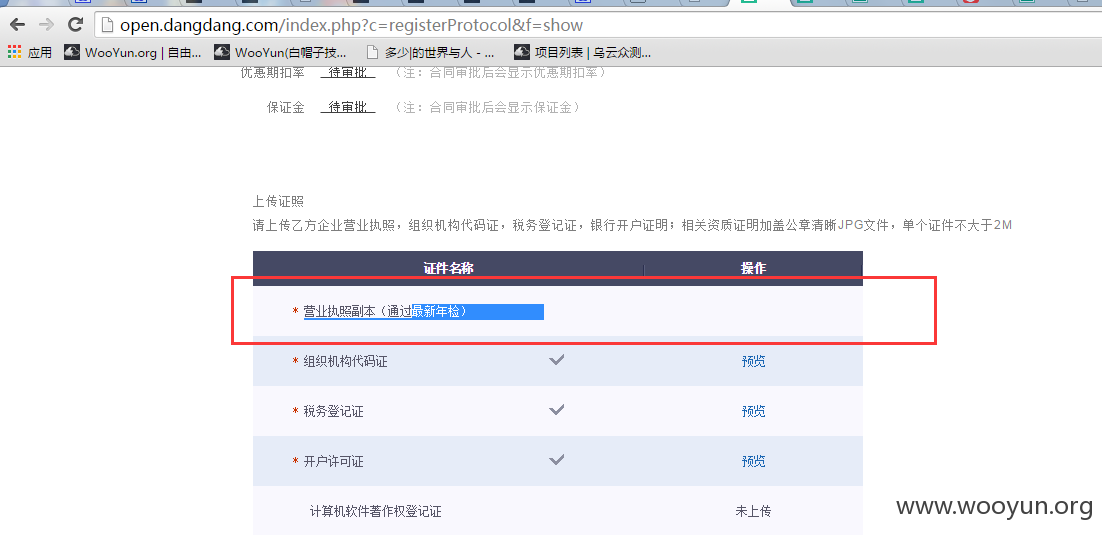 open.dangdang.com/index.php?c=registerProtocol&f=show
应用 WooYun.org | 自由... WooYun(白帽子技... 多少|的世界与人 - ... 项目列表 | 乌云众测...
优惠期扣率 待审批 （注：合同审批后会显示优惠期扣率）
保证金 待审批 （注：合同审批后会显示保证金）
上传证照
请上传乙方企业营业执照，组织机构代码证，税务登记证，银行开户证明；相关资质证明加盖公章清晰JPG文件，单个证件不大于2M
证件名称 操作
* 营业执照副本（通过最新年检）
* 组织机构代码证 预览
* 税务登记证 预览
* 开户许可证 预览
计算机软件著作权登记证 未上传
www.wooyun.org